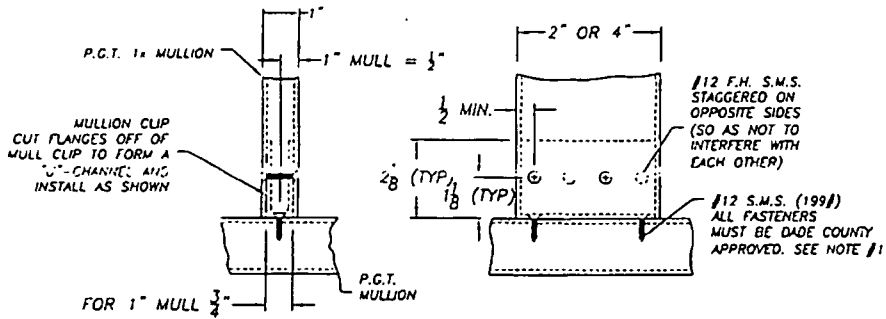 1"
P.G.T. 1x MULLION
1" MULL = 1/2"
MULLION CLIP
CUT FLANGES OFF OF
MULL CLIP TO FORM A
"U"-CHANNEL AND
INSTALL AS SHOWN
P.G.T.
MULLION
FOR 1" MULL 3/4"
2" OR 4"
1/2 MIN.
(TYP)
1 1/8 (TYP)
#12 F.H. S.M.S.
STAGGERED ON
OPPOSITE SIDES
(SO AS NOT TO
INTERFERE WITH
EACH OTHER)
#12 S.M.S. (199#)
ALL FASTENERS
MUST BE DADE COUNTY
APPROVED. SEE NOTE #1